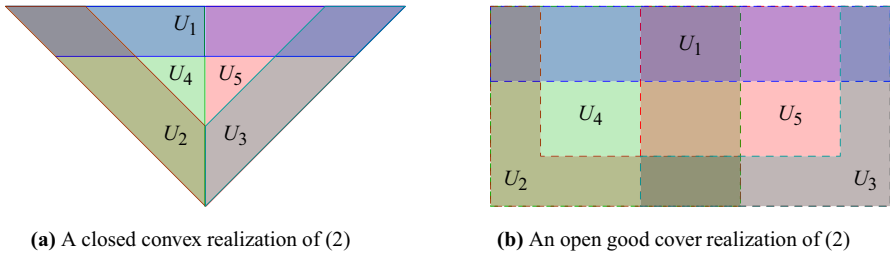 U1
U4 U5
U2 U3
(a) A closed convex realization of (2)
U1
U4 U5
U2 U3
(b) An open good cover realization of (2)